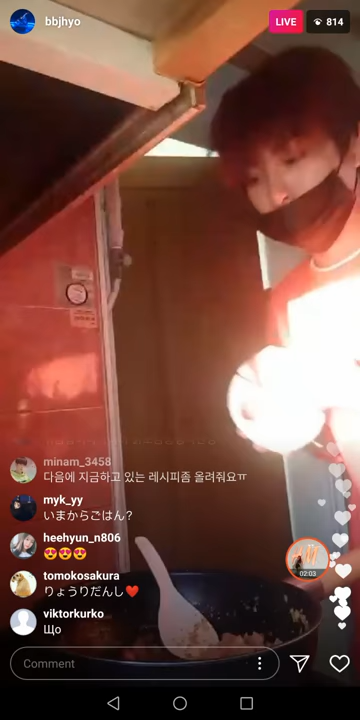 bbjhyo
LIVE
814
minam_3458
다음에 지금하고 있는 레시피좀 올려줘요ㅠ
myk_yy
いまからごはん?
heehyun_n806
😍😍😍
tomokosakura
りょうりだんし❤️
viktorkurko
Що
02:03
Comment